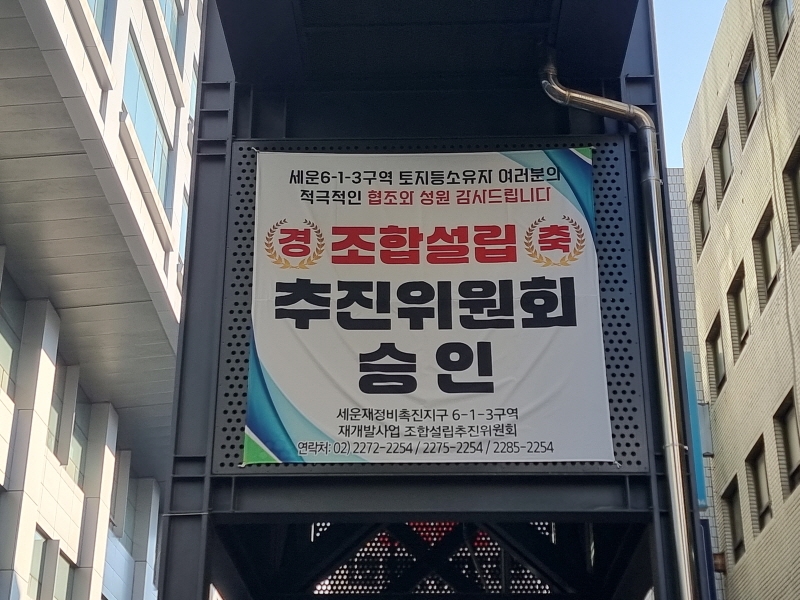 세운6-1-3구역 토지등소유자 여러분의
적극적인 협조와 성원 감사드립니다
경 조합설립 축
추진위원회
승인
세운재정비촉진지구 6-1-3구역
재개발사업 조합설립추진위원회
연락처: 02) 2272-2254 / 2275-2254 / 2285-2254